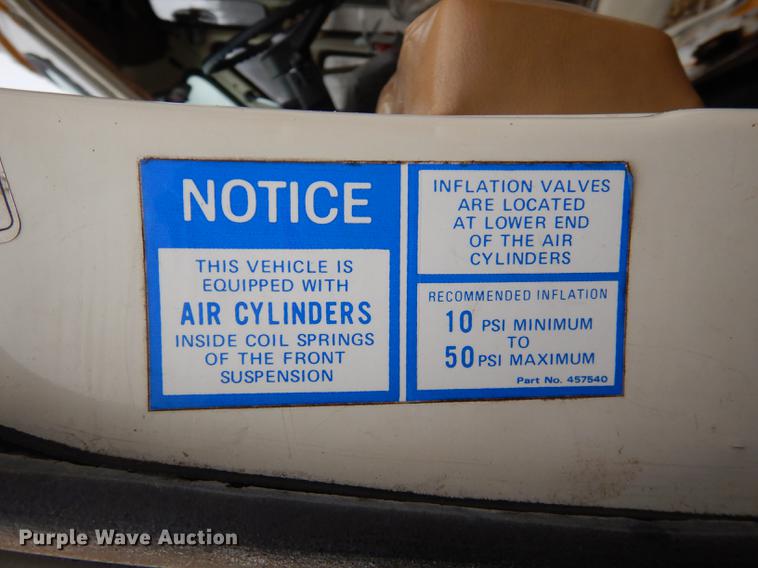 NOTICE
THIS VEHICLE IS
EQUIPPED WITH
AIR CYLINDERS
INSIDE COIL SPRINGS
OF THE FRONT
SUSPENSION
INFLATION VALVES
ARE LOCATED
AT LOWER END
OF THE AIR
CYLINDERS
RECOMMENDED INFLATION
10 PSI MINIMUM
TO
50 PSI MAXIMUM
Part No. 457540
Purple Wave Auction